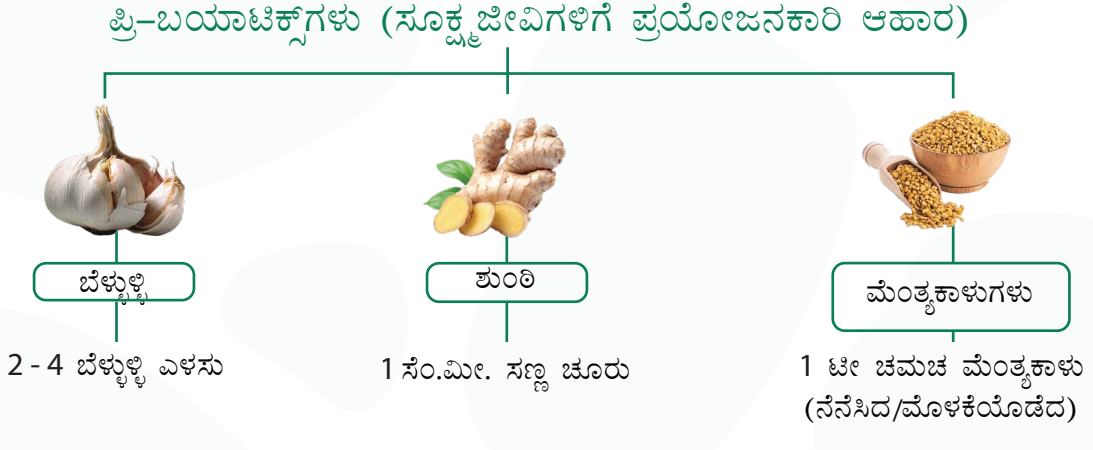 ಪ್ರಿ–ಬಯಾಟಿಕ್ಸ್‌ಗಳು (ಸೂಕ್ಷ್ಮಜೀವಿಗಳಿಗೆ ಪ್ರಯೋಜನಕಾರಿ ಆಹಾರ)
ಬೆಳ್ಳುಳ್ಳಿ
ಶುಂಠಿ
ಮೆಂತ್ಯಕಾಳುಗಳು
2 - 4 ಬೆಳ್ಳುಳ್ಳಿ ಎಳಸು
1 ಸೆಂ.ಮೀ. ಸಣ್ಣ ಚೂರು
1 ಟೀ ಚಮಚ ಮೆಂತ್ಯಕಾಳು
(ನೆನೆಸಿದ/ಮೊಳಕೆಯೊಡೆದ)